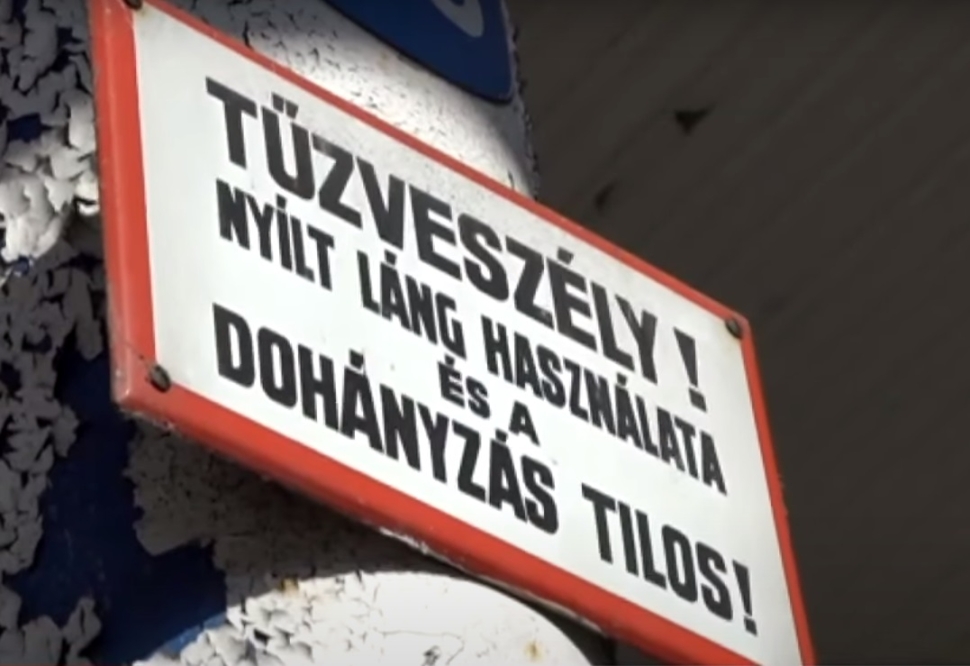 TŰZVESZÉLY !
NYÍLT LÁNG HASZNÁLATA
ÉS A
DOHÁNYZÁS TILOS!